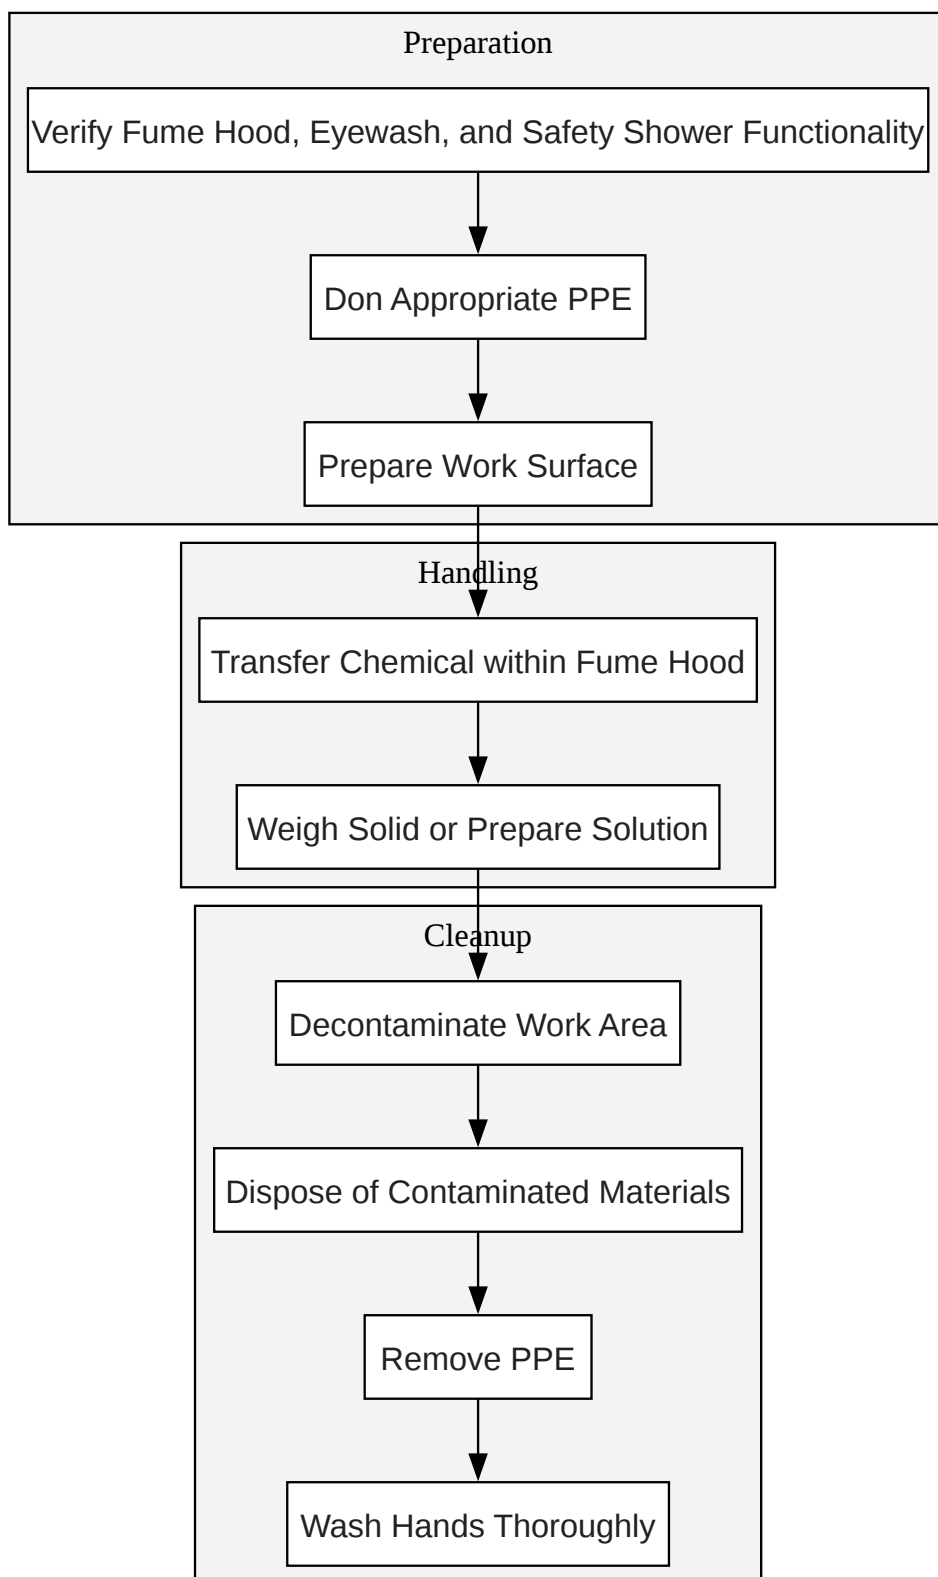 Preparation
Verify Fume Hood, Eyewash, and Safety Shower Functionality
Don Appropriate PPE
Prepare Work Surface
Handling
Transfer Chemical within Fume Hood
Weigh Solid or Prepare Solution
Cleanup
Decontaminate Work Area
Dispose of Contaminated Materials
Remove PPE
Wash Hands Thoroughly